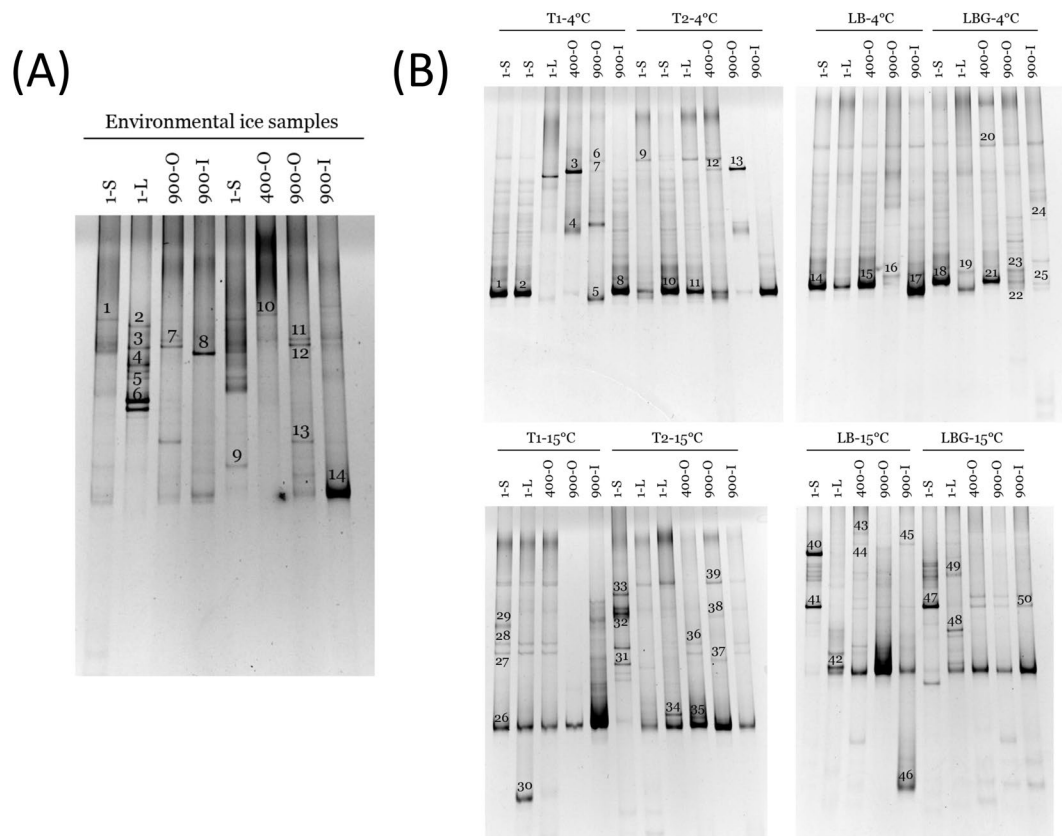 (A)
Environmental ice samples
1-S 1-L 900-O 900-I 1-S 400-O 900-O 900-I
1 2 3 4 5 6 7 8 9 10 11 12 13 14
(B)
T1-4°C T2-4°C
1-S 1-S 1-L 400-O 900-O 900-I 1-S 1-S 1-L 400-O 900-O 900-I
1 2 3 4 5 6 7 8 9 10 11 12 13
LB-4°C LBG-4°C
1-S 1-L 400-O 900-O 900-I 1-S 1-L 400-O 900-O 900-I
14 15 16 17 18 19 20 21 22 23 24 25
T1-15°C T2-15°C
1-S 1-L 400-O 900-O 900-I 1-S 1-L 1-L 400-O 900-O 900-I
26 27 28 29 30 31 32 33 34 35 36 37 38 39
LB-15°C LBG-15°C
1-S 1-L 400-O 900-O 900-I 1-S 1-L 400-O 900-O 900-I
40 41 42 43 44 45 46 47 48 49 50